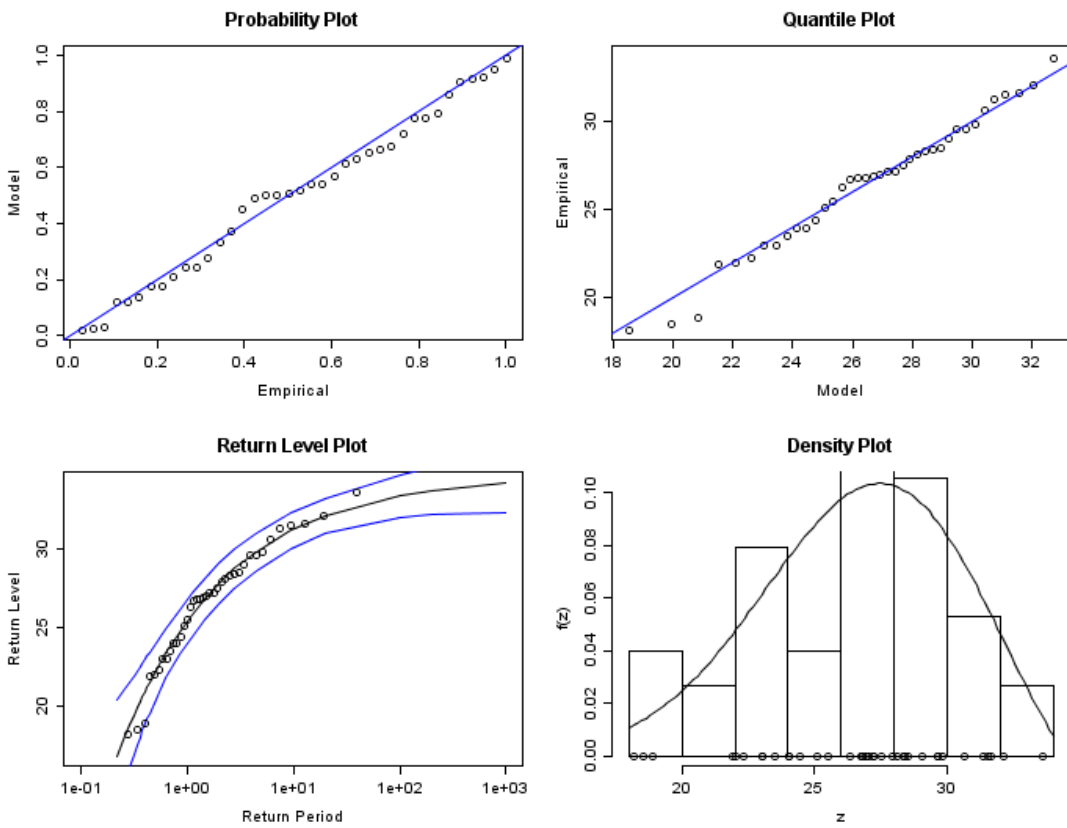 Probability Plot
Model
0.0 0.2 0.4 0.6 0.8 1.0
0.0 0.2 0.4 0.6 0.8 1.0
Empirical
Quantile Plot
Empirical
20 25 30
18 20 22 24 26 28 30 32
Model
Return Level Plot
Return Level
20 25 30
1e-01 1e+00 1e+01 1e+02 1e+03
Return Period
Density Plot
f(z)
0.00 0.02 0.04 0.06 0.08 0.10
20 25 30
z